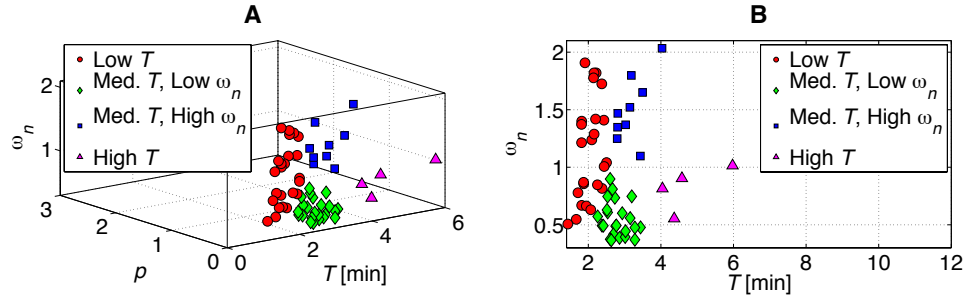 A
Low T
Med. T, Low ωn
Med. T, High ωn
High T
2
1
ωn
3
2
1
0
p
0
2
4
6
T [min]
B
Low T
Med. T, Low ωn
Med. T, High ωn
High T
2
1.5
1
0.5
ωn
2
4
6
8
10
12
T [min]